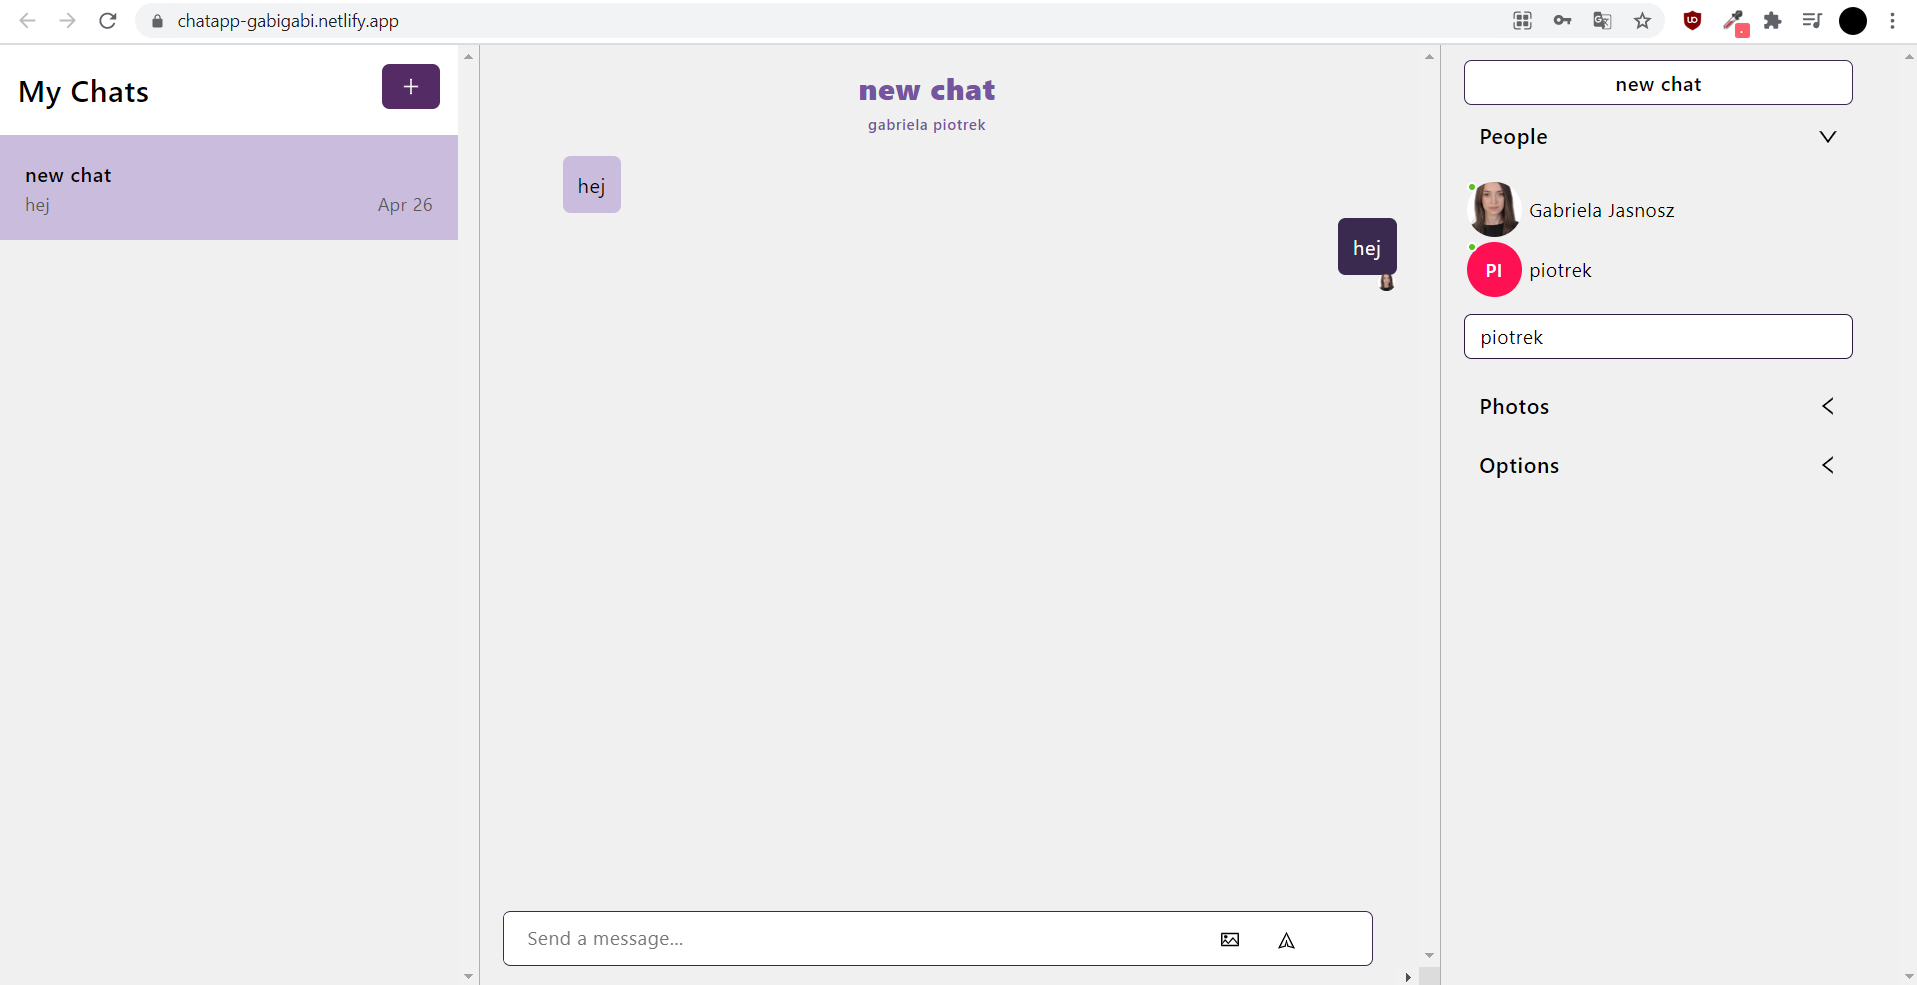 chatapp-gabigabi.netlify.app
My Chats
+
new chat
hej
Apr 26
new chat
gabriela piotrek
hej
hej
Send a message...
new chat
People
Gabriela Jasnosz
PI
piotrek
piotrek
Photos
Options